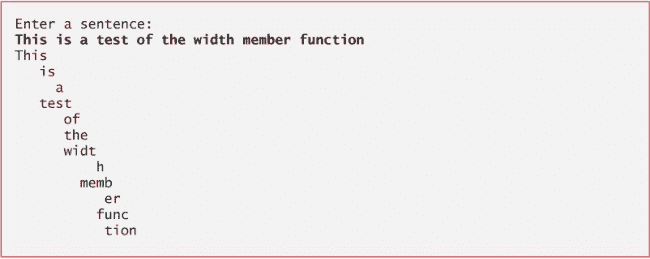 Enter a sentence:
This is a test of the width member function
This
   is
     a
   test
      of
      the
      widt
          h
        memb
           er
          func
           tion